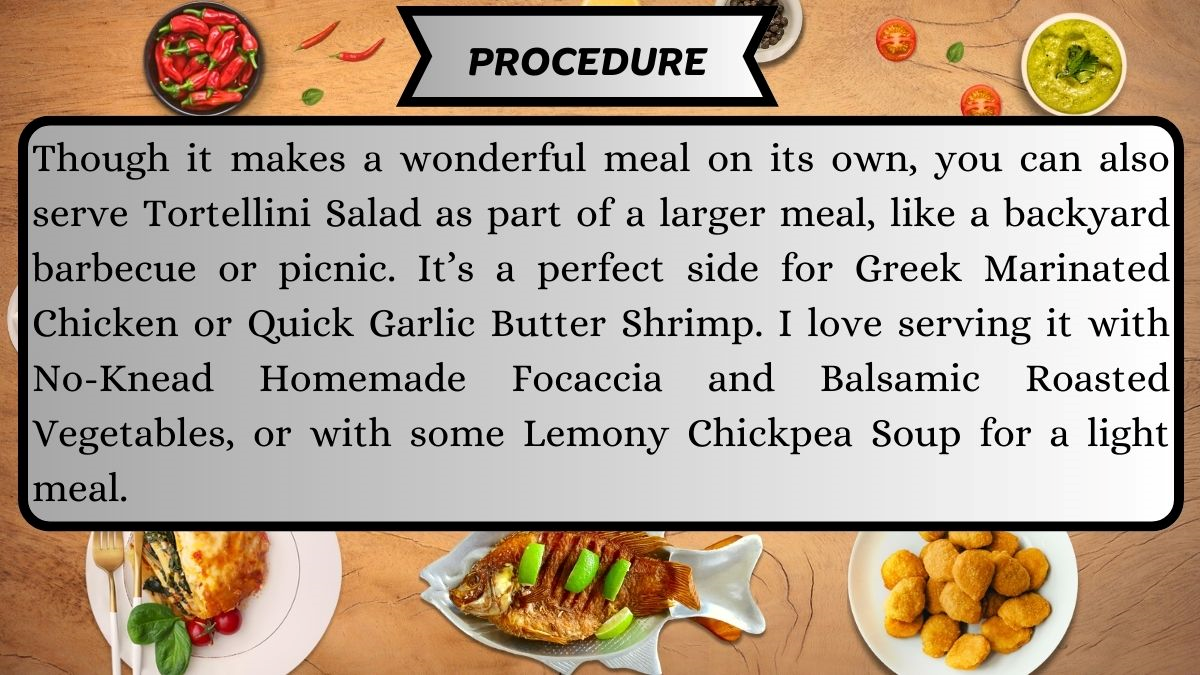 PROCEDURE
Though it makes a wonderful meal on its own, you can also
serve Tortellini Salad as part of a larger meal, like a backyard
barbecue or picnic. It’s a perfect side for Greek Marinated
Chicken or Quick Garlic Butter Shrimp. I love serving it with
No-Knead Homemade Focaccia and Balsamic Roasted
Vegetables, or with some Lemony Chickpea Soup for a light
meal.